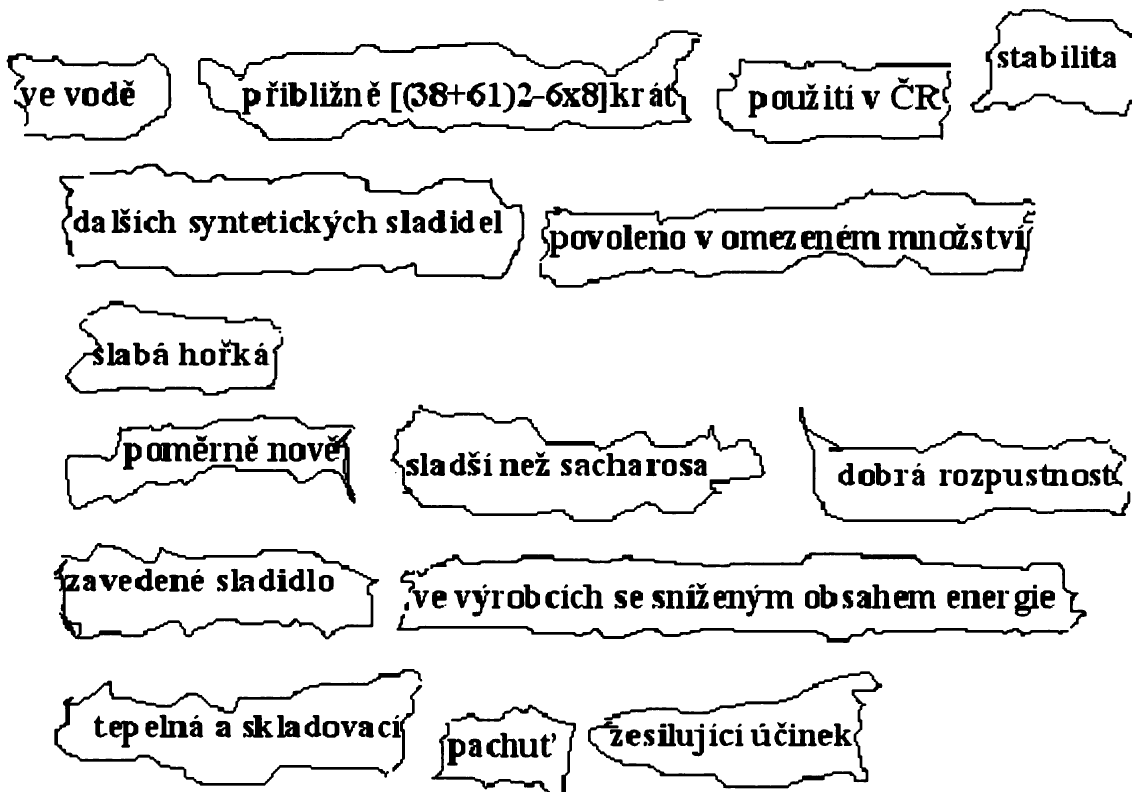 ve vodě přibližně [(38+61)2-6x8]krát použití v ČR stabilita
dalších syntetických sladidel povoleno v omezeném množství
slabá hořká
poměrně nově sladší než sacharosa dobrá rozpustnost
zavedené sladidlo ve výrobcích se sníženým obsahem energie
tepelná a skladovací pachuť zesilující účinek